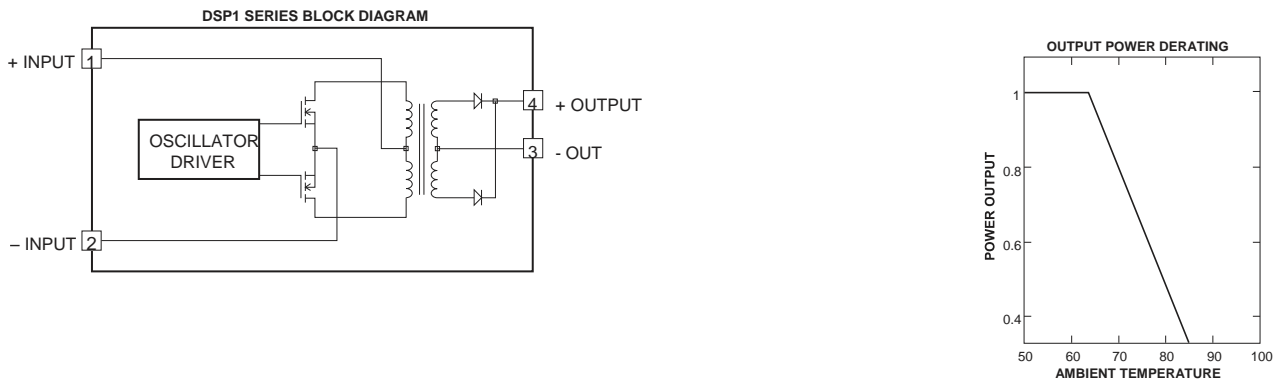 DSP1 SERIES BLOCK DIAGRAM
+ INPUT
1
OSCILLATOR
DRIVER
4
+ OUTPUT
3
- OUT
– INPUT
2
OUTPUT POWER DERATING
POWER OUTPUT
1
0.8
0.6
0.4
50 60 70 80 90 100
AMBIENT TEMPERATURE